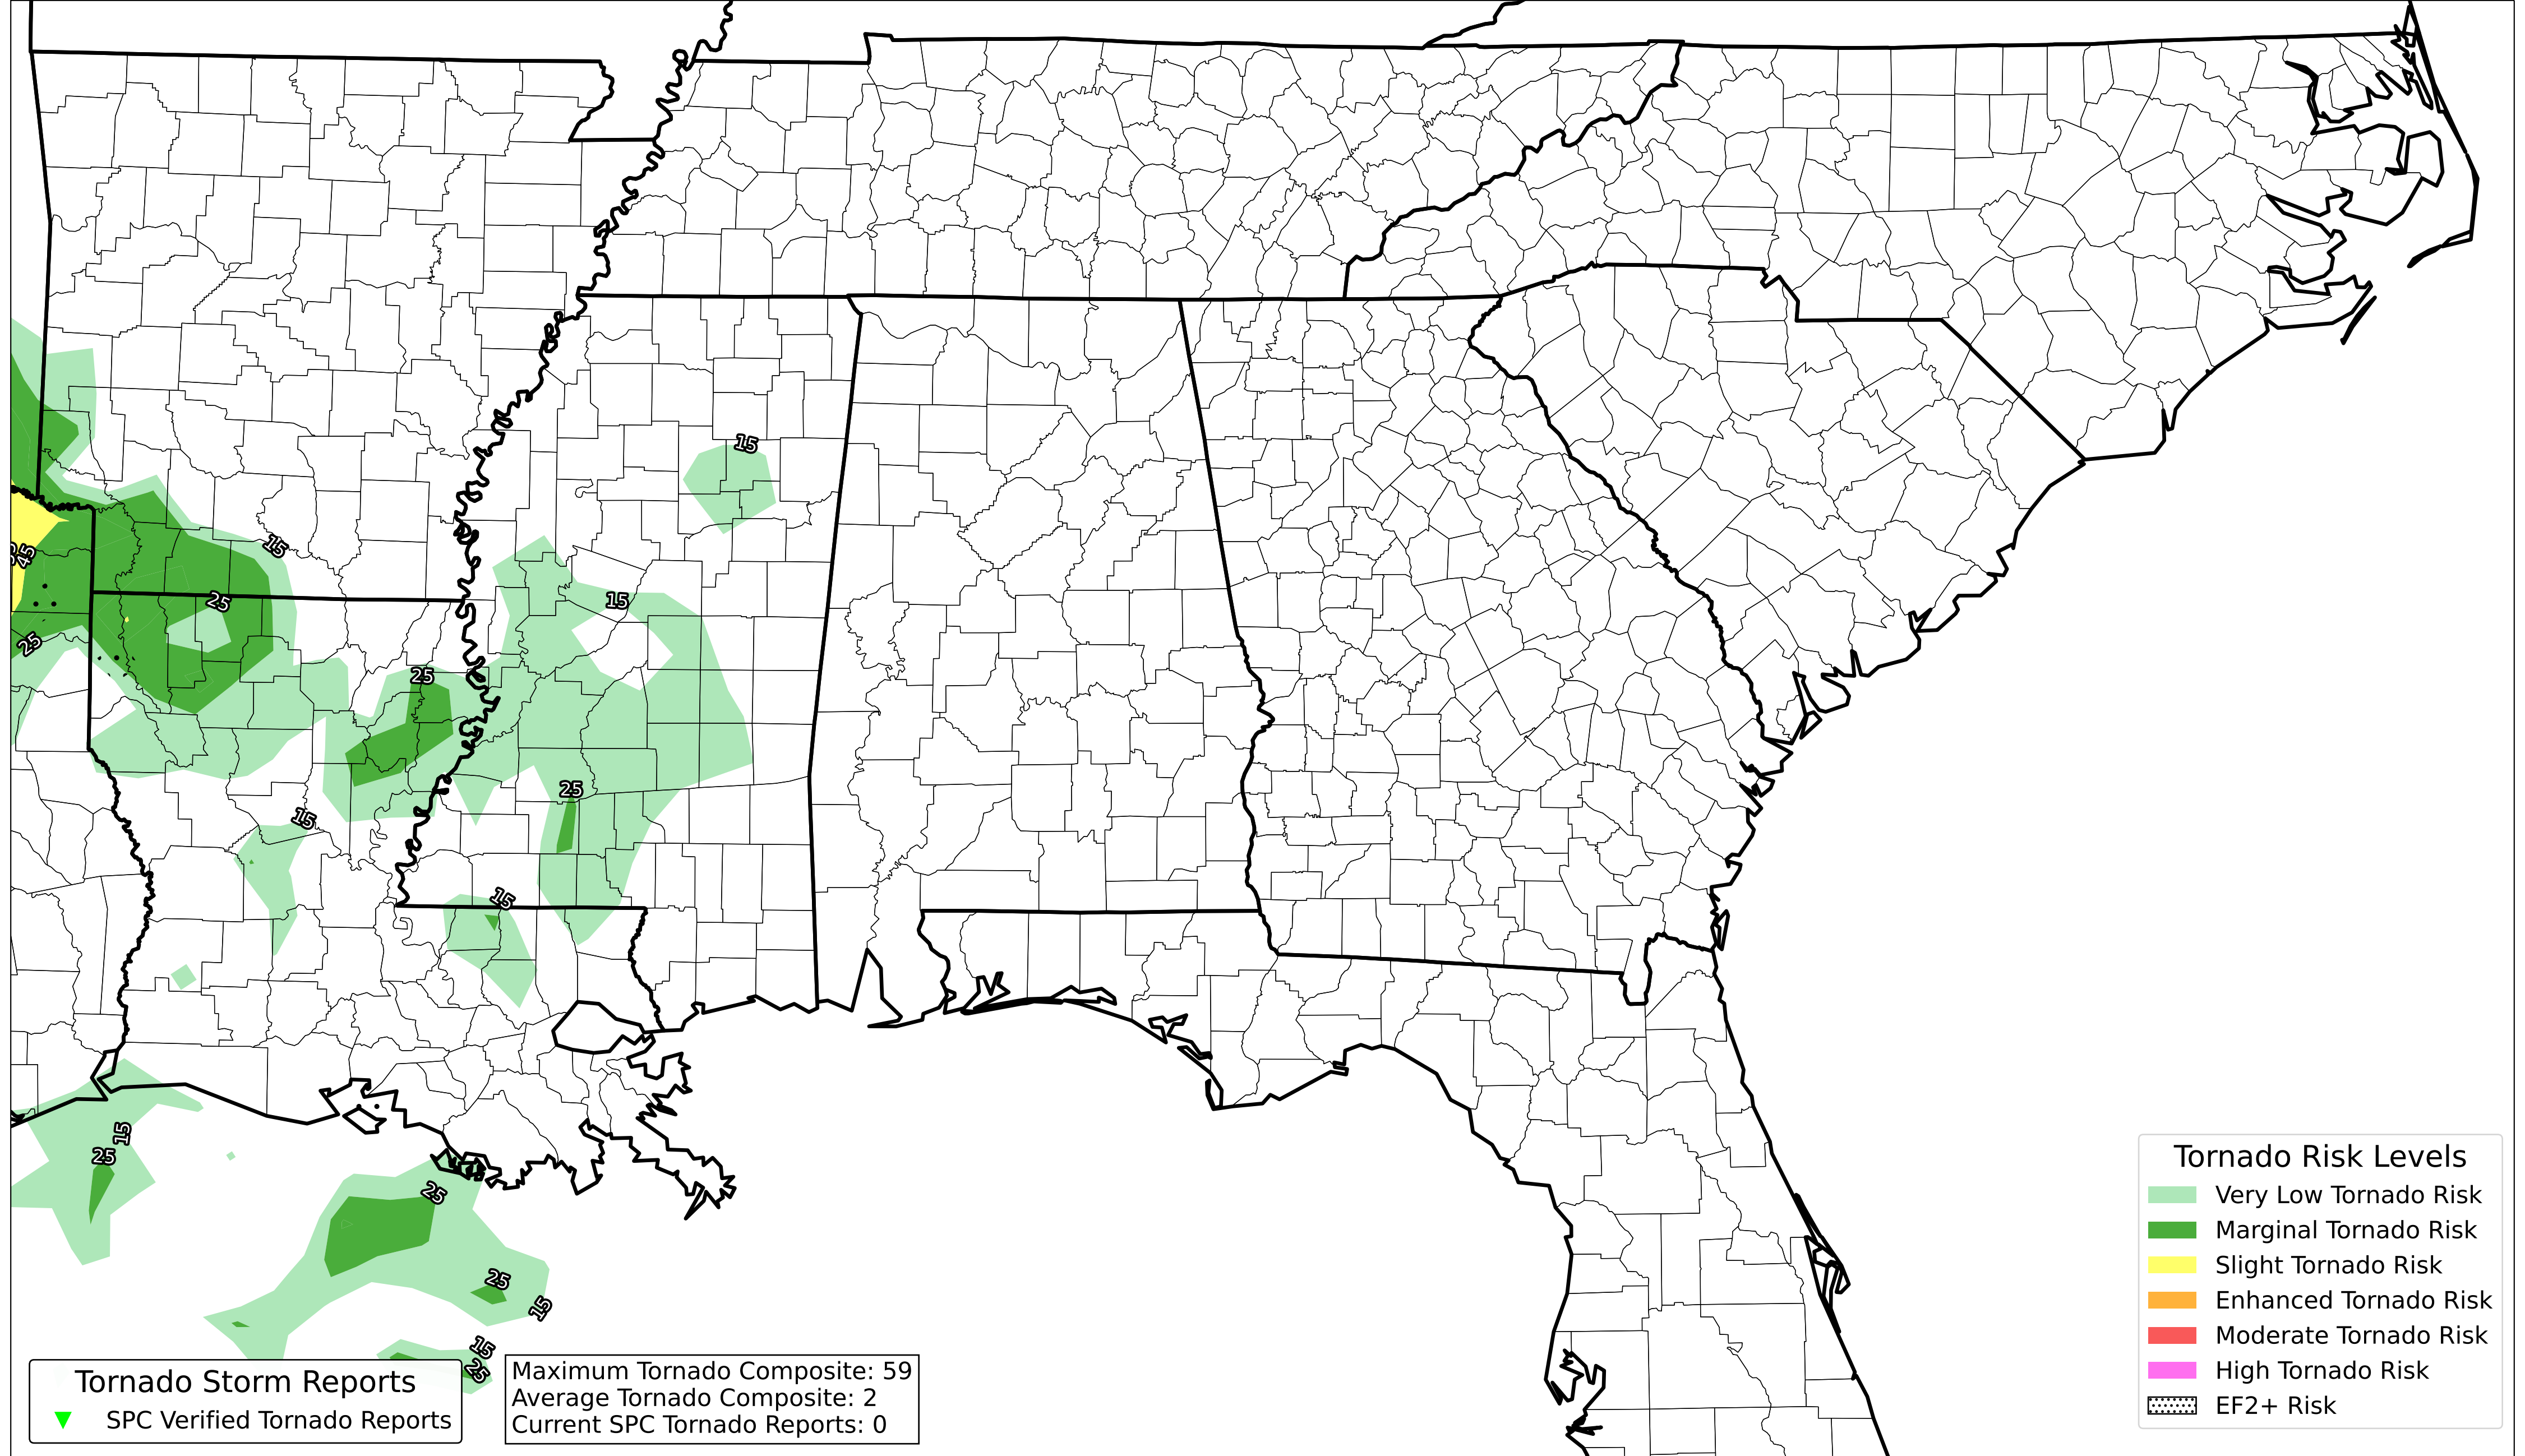 15
15
45
25
15
25
25
25
15
15
15
25
25
25
15
15
25
Tornado Storm Reports
SPC Verified Tornado Reports
Maximum Tornado Composite: 59
Average Tornado Composite: 2
Current SPC Tornado Reports: 0
Tornado Risk Levels
Very Low Tornado Risk
Marginal Tornado Risk
Slight Tornado Risk
Enhanced Tornado Risk
Moderate Tornado Risk
High Tornado Risk
EF2+ Risk